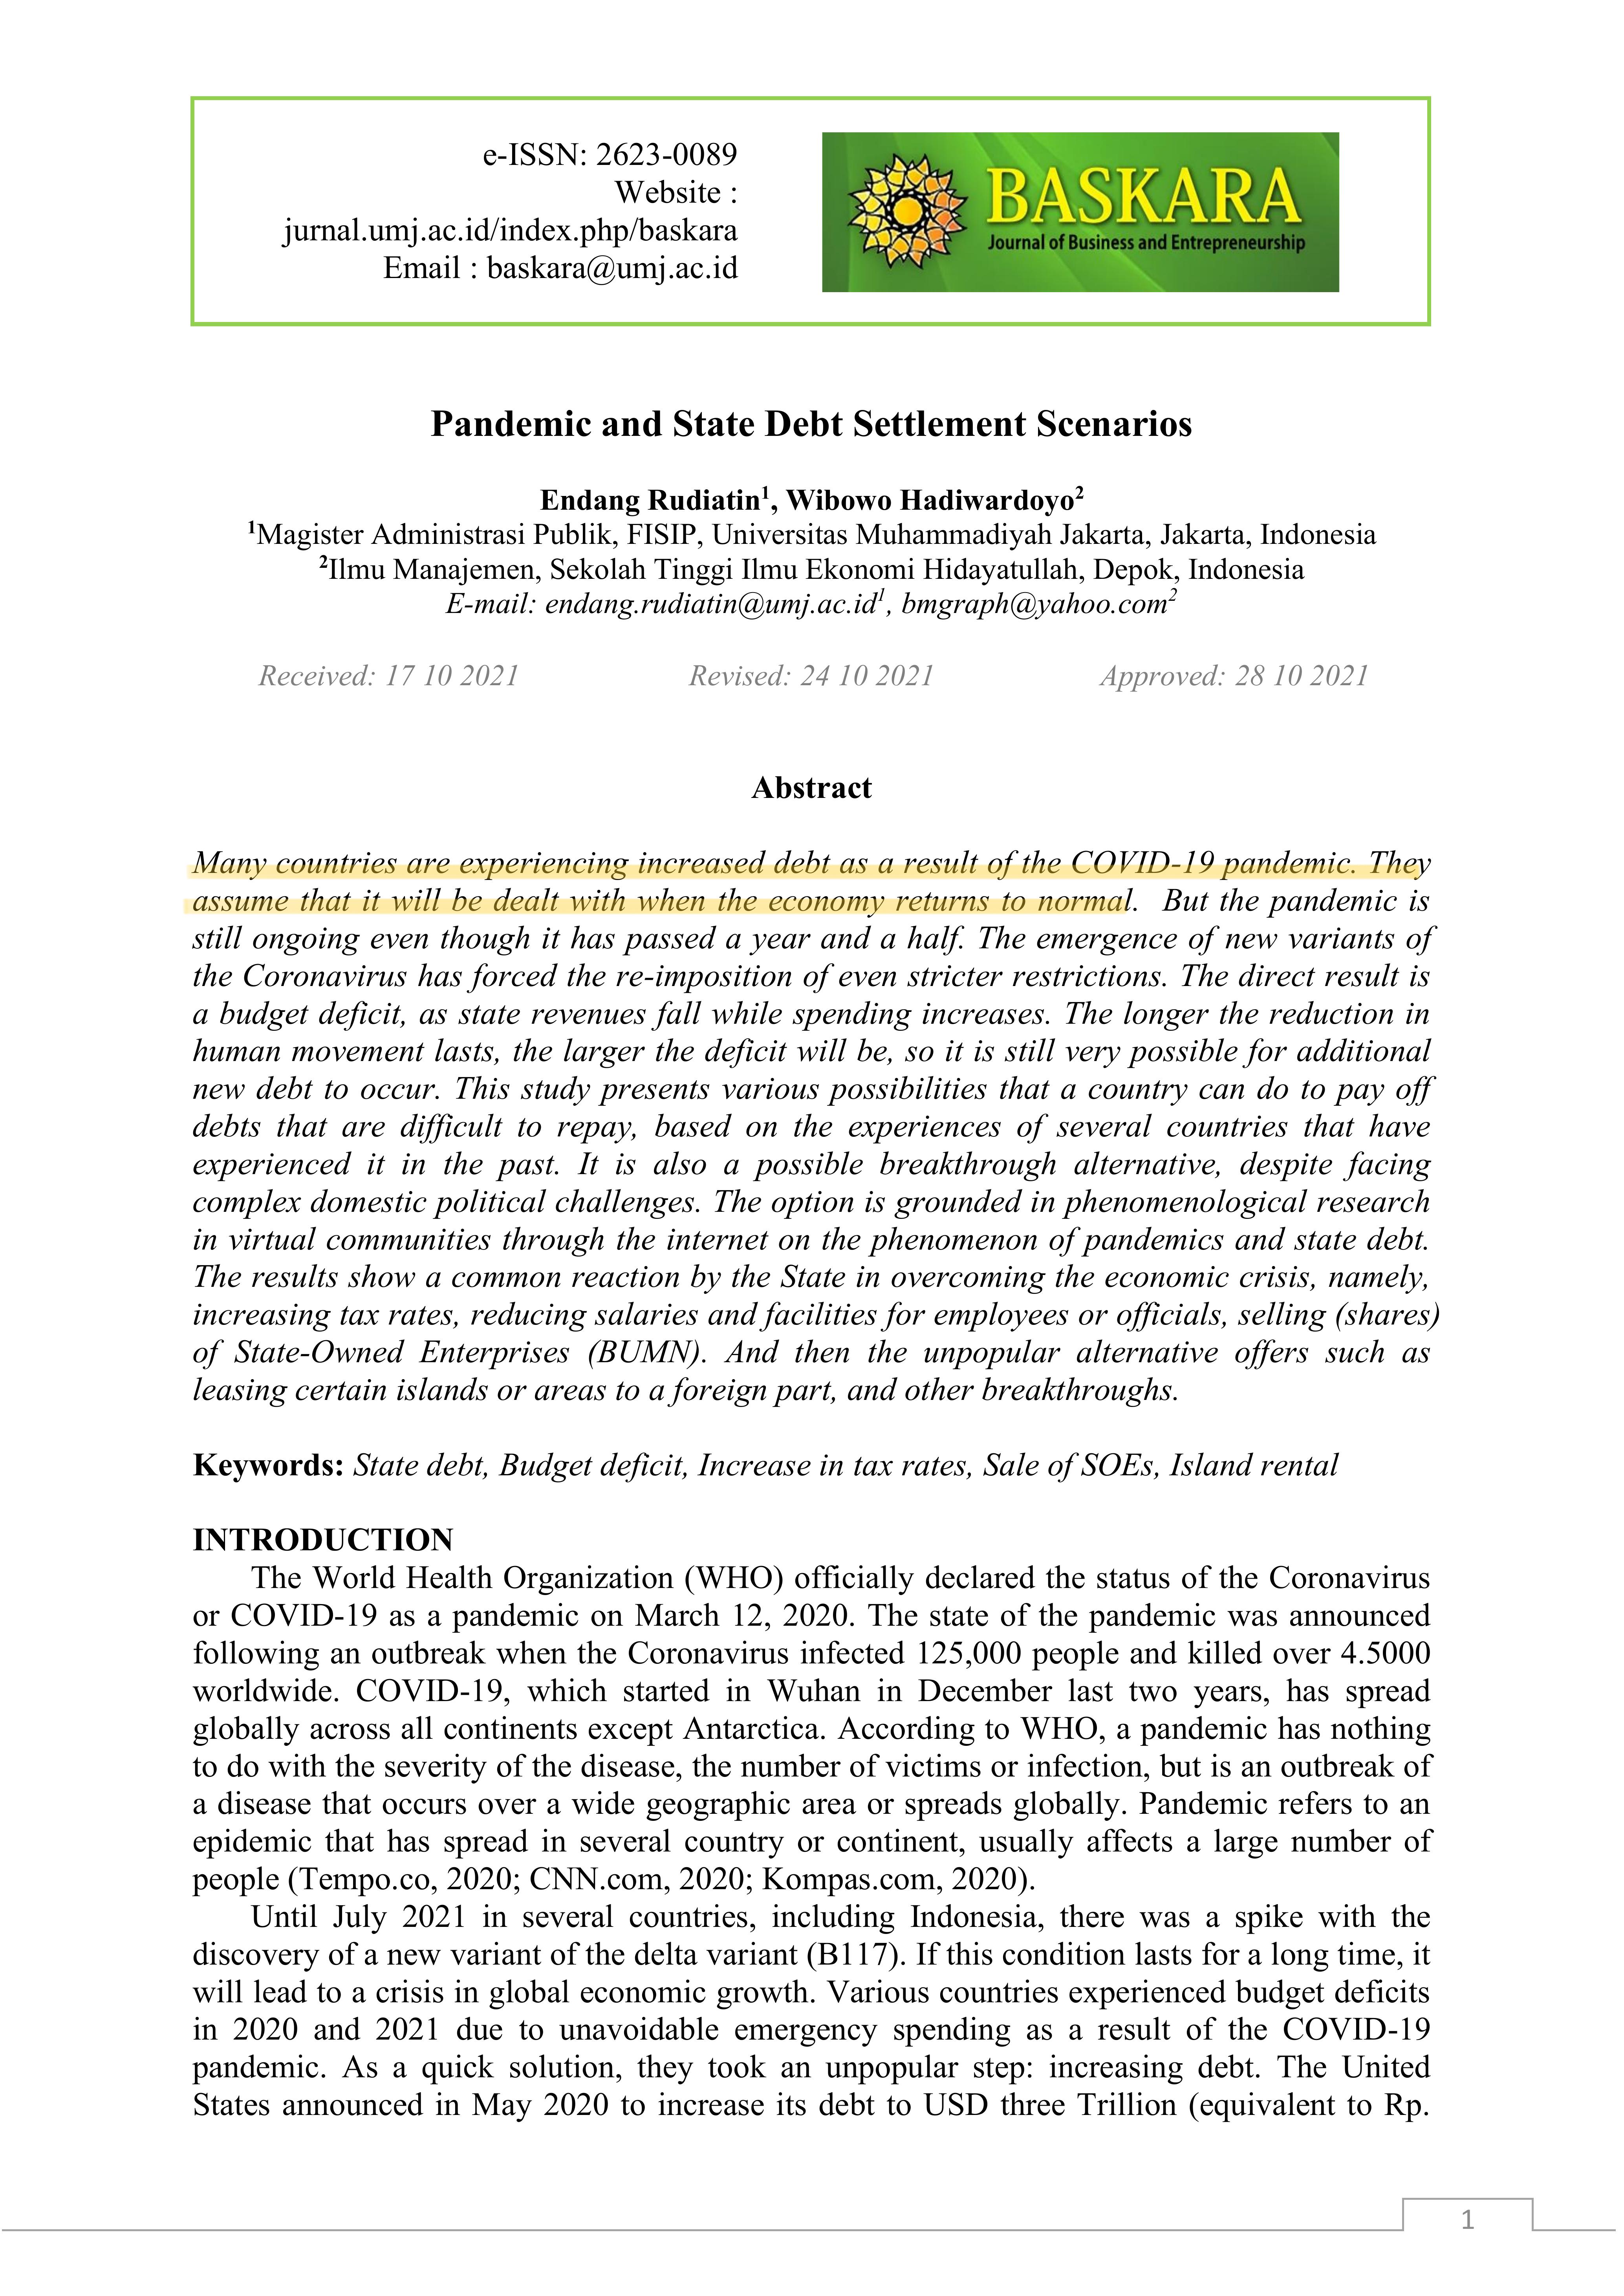 e-ISSN: 2623-0089
Website :
jurnal.umj.ac.id/index.php/baskara
Email : baskara@umj.ac.id
BASKARA
Journal of Business and Entrepreneurship
Pandemic and State Debt Settlement Scenarios
Endang Rudiatin1, Wibowo Hadiwardoyo2
1Magister Administrasi Publik, FISIP, Universitas Muhammadiyah Jakarta, Jakarta, Indonesia
2Ilmu Manajemen, Sekolah Tinggi Ilmu Ekonomi Hidayatullah, Depok, Indonesia
E-mail: endang.rudiatin@umj.ac.id1, bmgraph@yahoo.com2
Received: 17 10 2021 Revised: 24 10 2021 Approved: 28 10 2021
Abstract
Many countries are experiencing increased debt as a result of the COVID-19 pandemic. They
assume that it will be dealt with when the economy returns to normal. But the pandemic is
still ongoing even though it has passed a year and a half. The emergence of new variants of
the Coronavirus has forced the re-imposition of even stricter restrictions. The direct result is
a budget deficit, as state revenues fall while spending increases. The longer the reduction in
human movement lasts, the larger the deficit will be, so it is still very possible for additional
new debt to occur. This study presents various possibilities that a country can do to pay off
debts that are difficult to repay, based on the experiences of several countries that have
experienced it in the past. It is also a possible breakthrough alternative, despite facing
complex domestic political challenges. The option is grounded in phenomenological research
in virtual communities through the internet on the phenomenon of pandemics and state debt.
The results show a common reaction by the State in overcoming the economic crisis, namely,
increasing tax rates, reducing salaries and facilities for employees or officials, selling (shares)
of State-Owned Enterprises (BUMN). And then the unpopular alternative offers such as
leasing certain islands or areas to a foreign part, and other breakthroughs.
Keywords: State debt, Budget deficit, Increase in tax rates, Sale of SOEs, Island rental
INTRODUCTION
The World Health Organization (WHO) officially declared the status of the Coronavirus
or COVID-19 as a pandemic on March 12, 2020. The state of the pandemic was announced
following an outbreak when the Coronavirus infected 125,000 people and killed over 4.5000
worldwide. COVID-19, which started in Wuhan in December last two years, has spread
globally across all continents except Antarctica. According to WHO, a pandemic has nothing
to do with the severity of the disease, the number of victims or infection, but is an outbreak of
a disease that occurs over a wide geographic area or spreads globally. Pandemic refers to an
epidemic that has spread in several country or continent, usually affects a large number of
people (Tempo.co, 2020; CNN.com, 2020; Kompas.com, 2020).
Until July 2021 in several countries, including Indonesia, there was a spike with the
discovery of a new variant of the delta variant (B117). If this condition lasts for a long time, it
will lead to a crisis in global economic growth. Various countries experienced budget deficits
in 2020 and 2021 due to unavoidable emergency spending as a result of the COVID-19
pandemic. As a quick solution, they took an unpopular step: increasing debt. The United
States announced in May 2020 to increase its debt to USD three Trillion (equivalent to Rp.
1